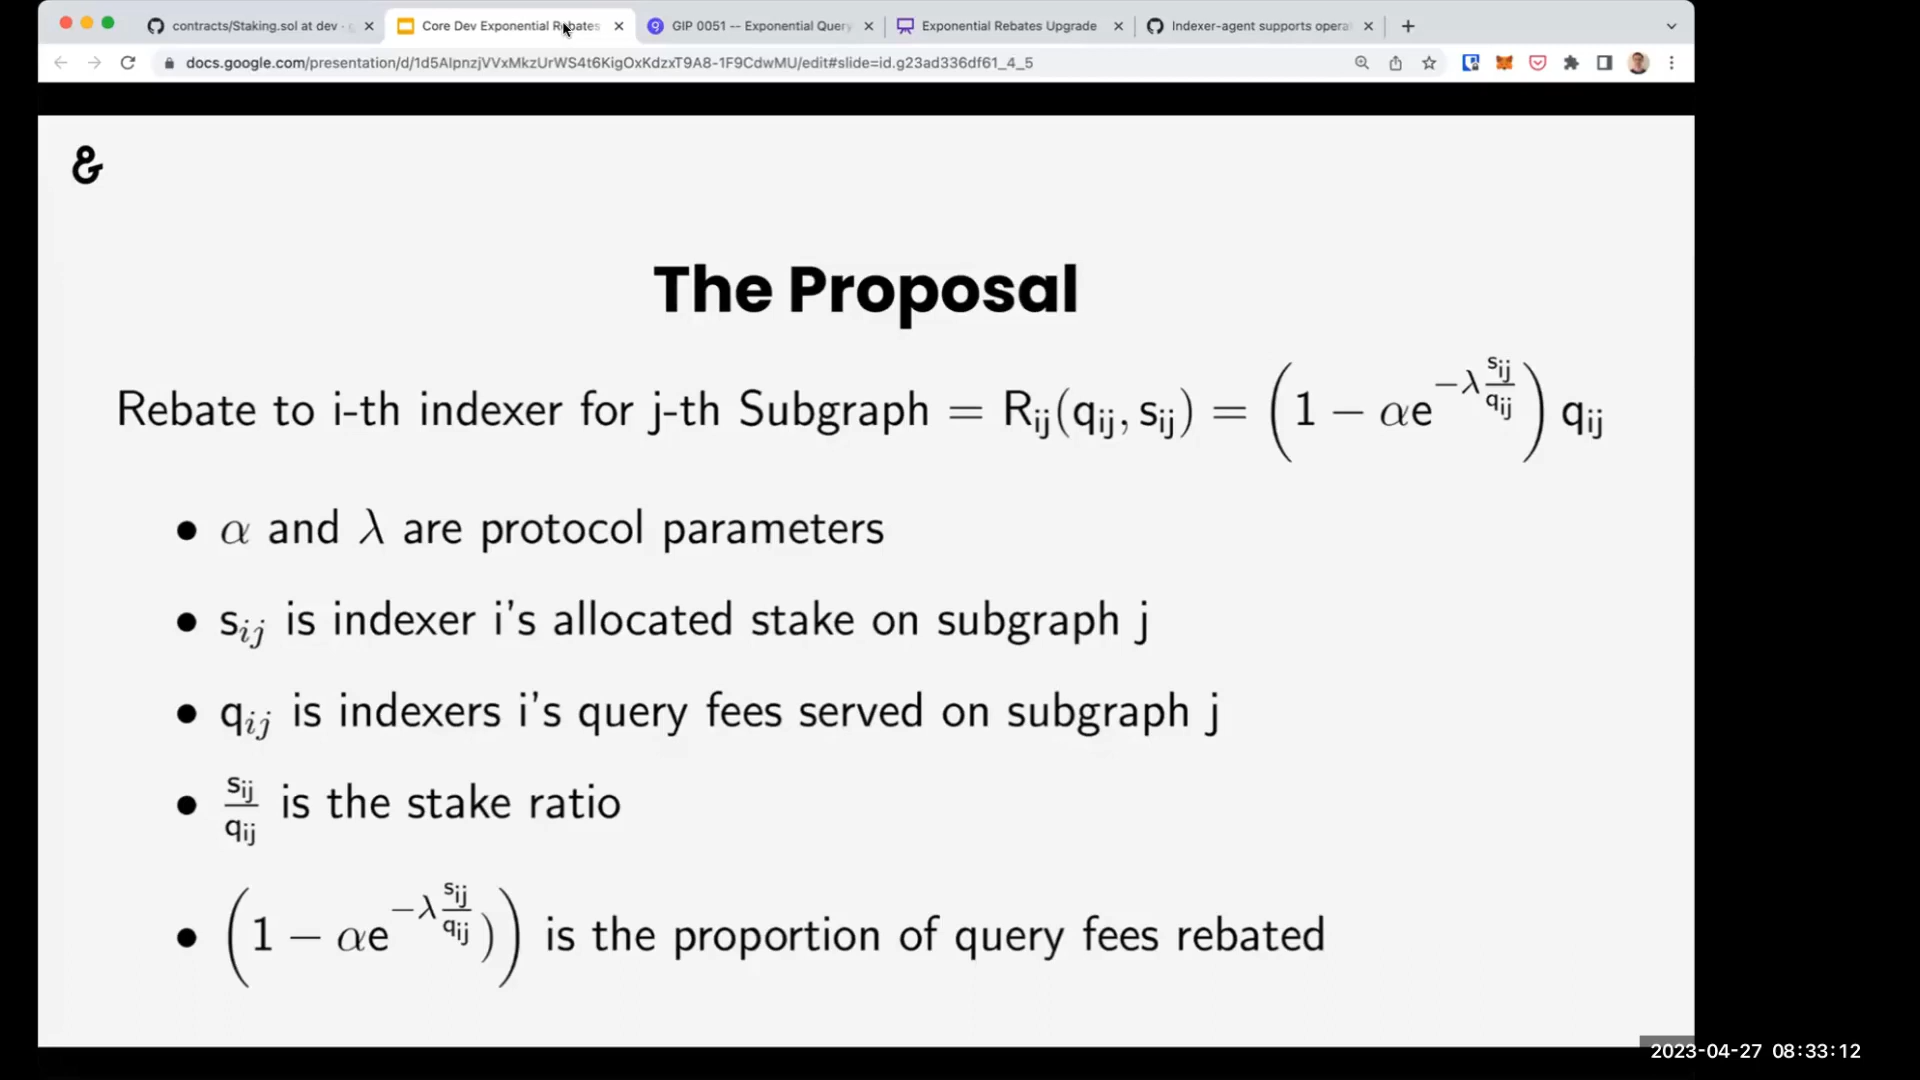 contracts/Staking.sol at dev ·
Core Dev Exponential Rebates
GIP 0051 -- Exponential Query
Exponential Rebates Upgrade
Indexer-agent supports opera
docs.google.com/presentation/d/1d5AIpnzjVVxMkzUrWS4t6KigOxKdzxT9A8-1F9CdwMU/edit#slide=id.g23ad336df61_4_5
&
The Proposal
Rebate to i-th indexer for j-th Subgraph = R_ij(q_ij, s_ij) = (1 − αe^(−λ s_ij/q_ij)) q_ij
• α and λ are protocol parameters
• s_ij is indexer i's allocated stake on subgraph j
• q_ij is indexers i's query fees served on subgraph j
• s_ij/q_ij is the stake ratio
• (1 − αe^(−λ s_ij/q_ij))) is the proportion of query fees rebated
2023-04-27 08:33:12